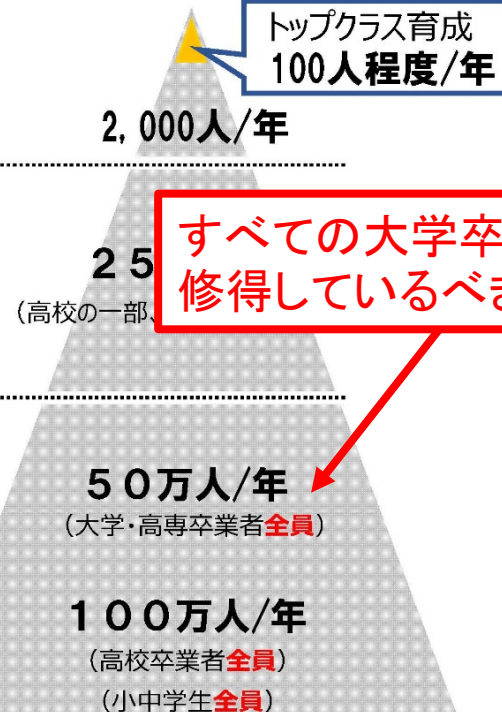 トップクラス育成
100人程度/年
2,000人/年
すべての大学卒
25
修得しているべ
(高校の一部、
50万人/年
(大学・高専卒業者全員)
100万人/年
(高校卒業者全員)
(小中学生全員)